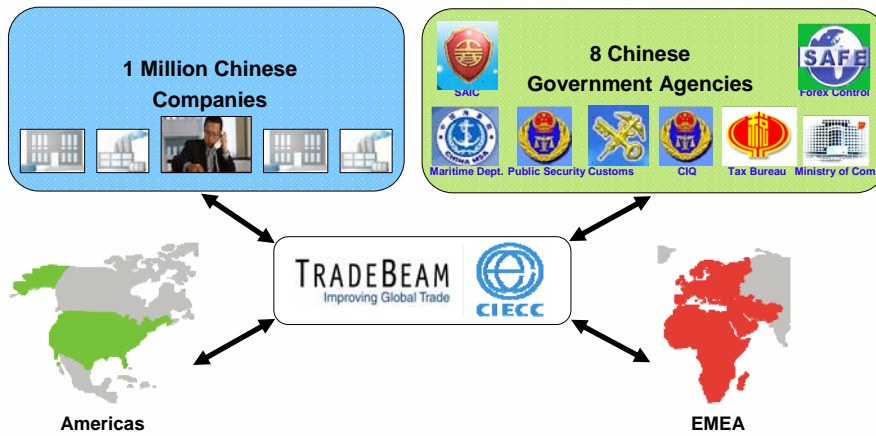 1 Million Chinese
Companies
8 Chinese
Government Agencies
SAIC
SAFE
Forex Control
CHINA MSA
Maritime Dept.
Public Security
Customs
CIQ
Tax Bureau
Ministry of Com
TRADEBEAM
Improving Global Trade
CIECC
Americas
EMEA